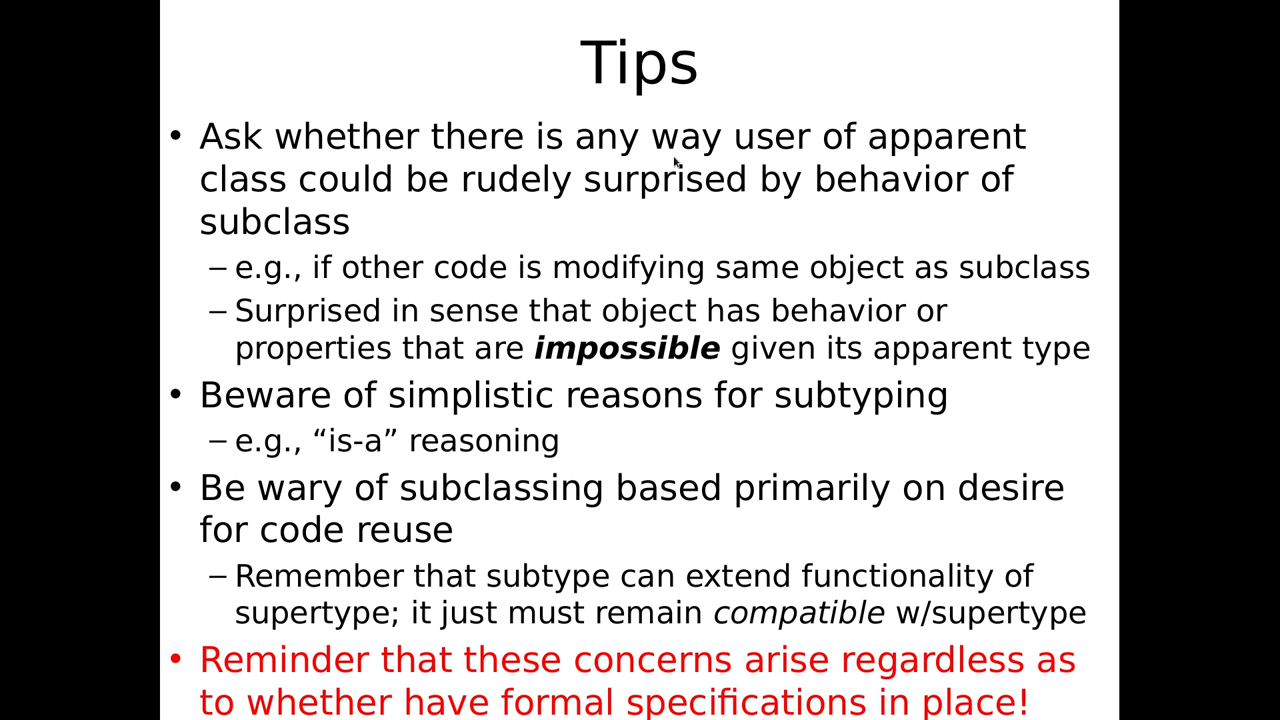 Tips
• Ask whether there is any way user of apparent
class could be rudely surprised by behavior of
subclass
– e.g., if other code is modifying same object as subclass
– Surprised in sense that object has behavior or
properties that are impossible given its apparent type
• Beware of simplistic reasons for subtyping
– e.g., “is-a” reasoning
• Be wary of subclassing based primarily on desire
for code reuse
– Remember that subtype can extend functionality of
supertype; it just must remain compatible w/supertype
• Reminder that these concerns arise regardless as
to whether have formal specifications in place!